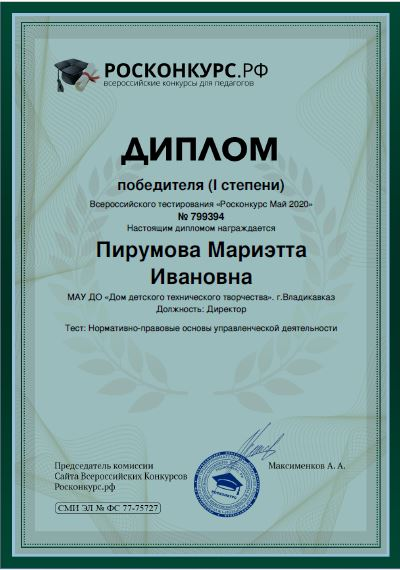 РОСКОНКУРС.РФ
всероссийские конкурсы для педагогов
ДИПЛОМ
победителя (I степени)
Всероссийского тестирования «Росконкурс Май 2020»
№ 799394
Настоящим дипломом награждается
Пирумова Мариэтта
Ивановна
МАУ ДО «Дом детского технического творчества». г.Владикавказ
Должность: Директор
Тест: Нормативно-правовые основы управленческой деятельности
Председатель комиссии
Сайта Всероссийских Конкурсов
Росконкурс.рф
Максименков А. А.
РОСКОНКУРС
СМИ ЭЛ № ФС 77-75727